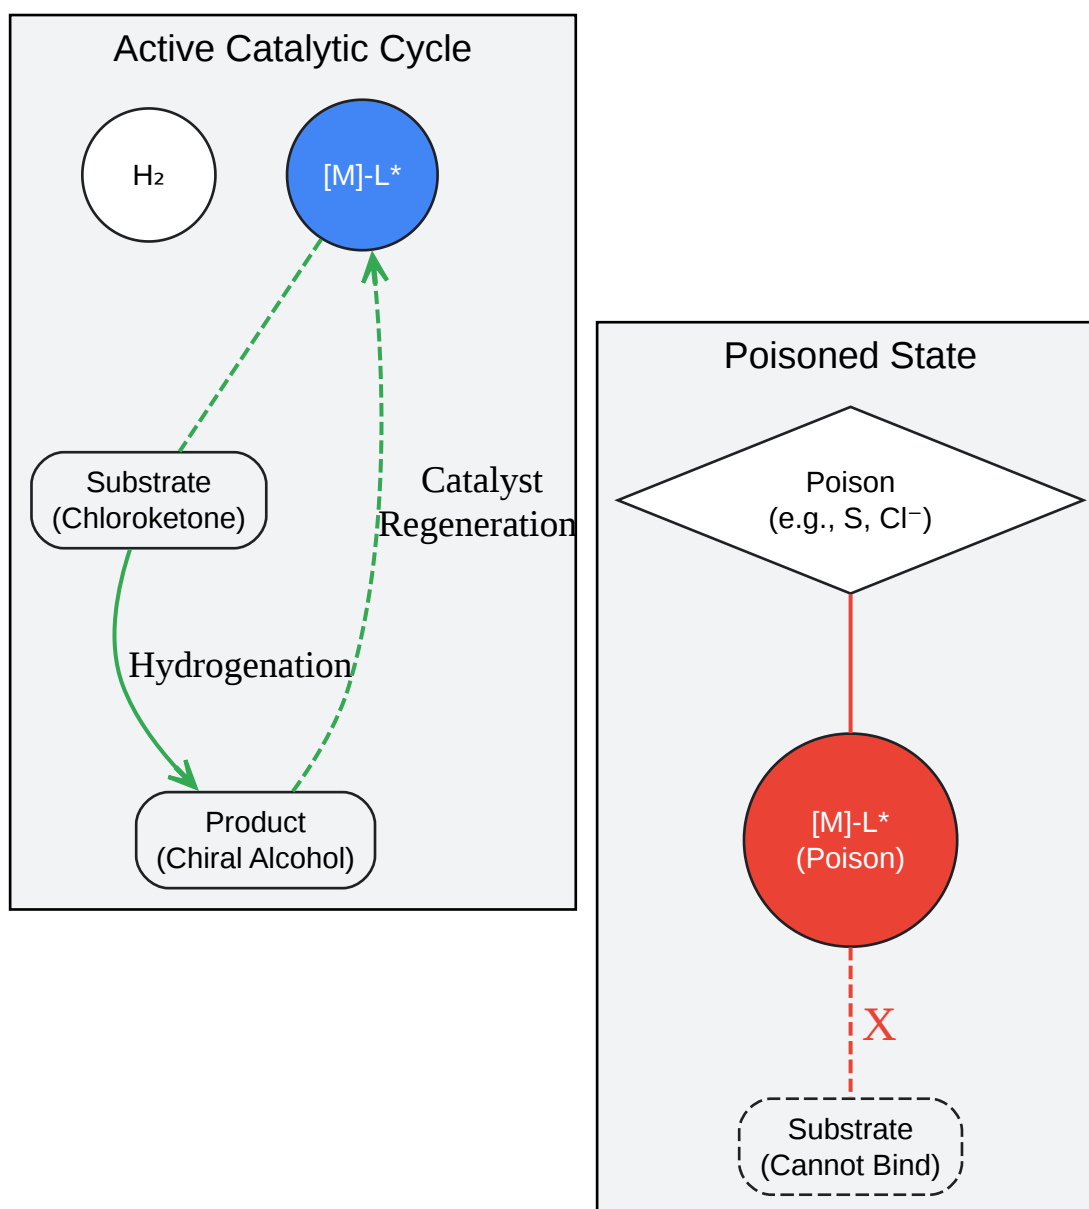 Active Catalytic Cycle
H₂
[M]-L*
Substrate
(Chloroketone)
Catalyst
Regeneration
Hydrogenation
Product
(Chiral Alcohol)
Poisoned State
Poison
(e.g., S, Cl⁻)
[M]-L*
(Poison)
X
Substrate
(Cannot Bind)